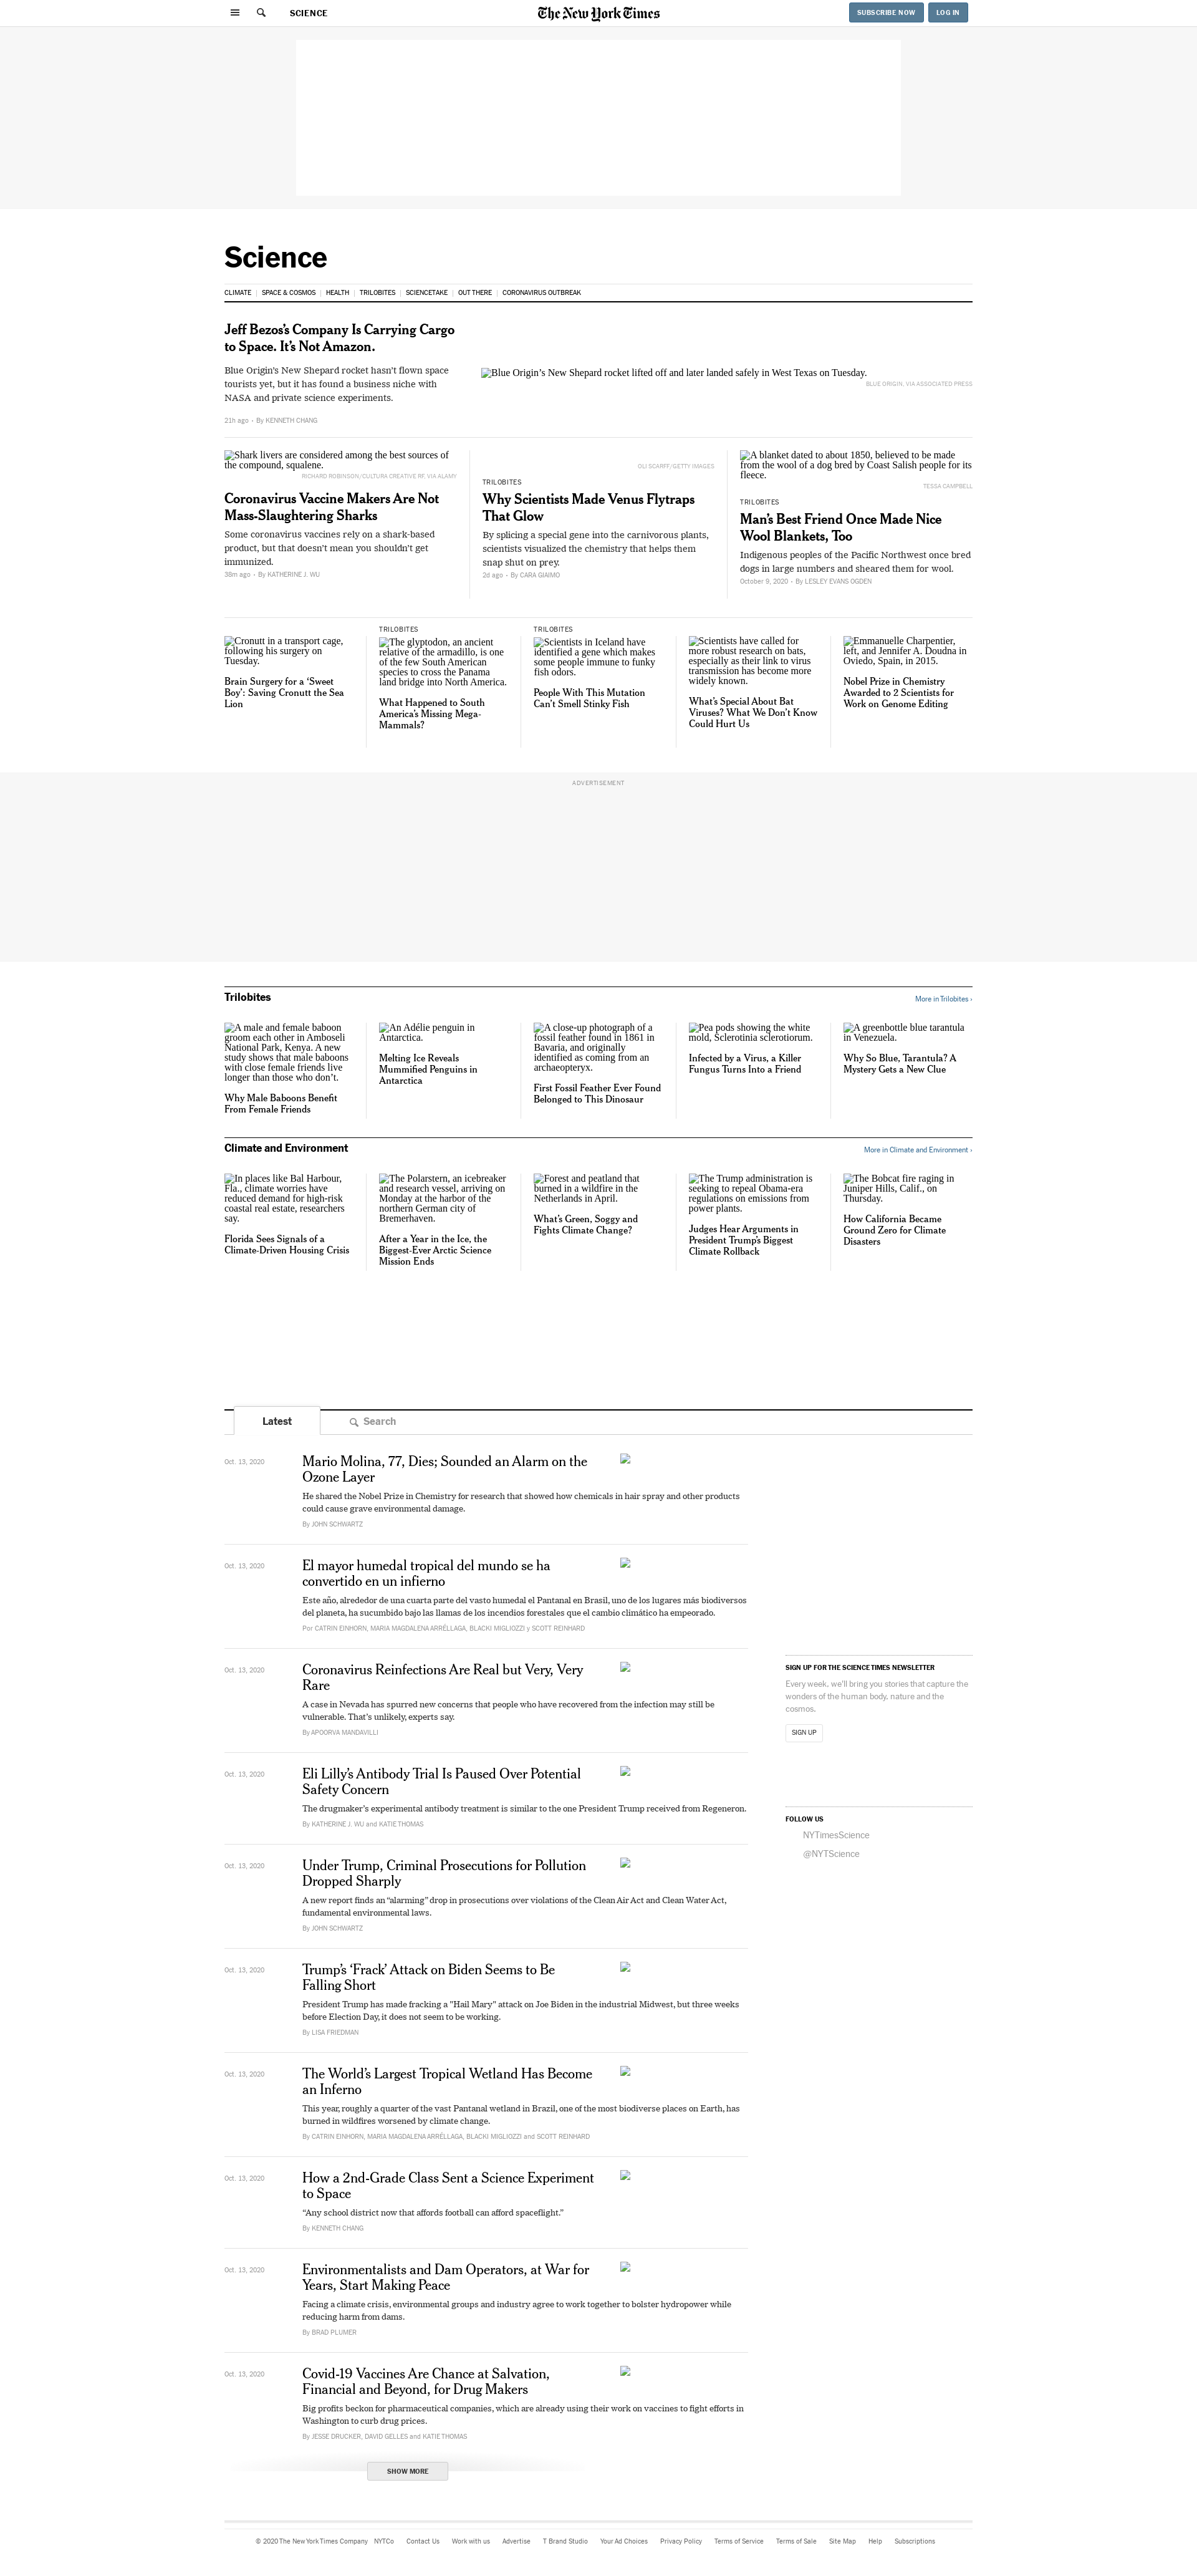 SCIENCE
The New York Times
SUBSCRIBE NOW
LOG IN
Science
CLIMATE | SPACE & COSMOS | HEALTH | TRILOBITES | SCIENCETAKE | OUT THERE | CORONAVIRUS OUTBREAK
Jeff Bezos’s Company Is Carrying Cargo
to Space. It’s Not Amazon.
Blue Origin’s New Shepard rocket hasn’t flown space
tourists yet, but it has found a business niche with
NASA and private science experiments.
21h ago • By KENNETH CHANG
Blue Origin’s New Shepard rocket lifted off and later landed safely in West Texas on Tuesday.
BLUE ORIGIN, VIA ASSOCIATED PRESS
Shark livers are considered among the best sources of
the compound, squalene.
RICHARD ROBINSON/CULTURA CREATIVE RF, VIA ALAMY
Coronavirus Vaccine Makers Are Not
Mass-Slaughtering Sharks
Some coronavirus vaccines rely on a shark-based
product, but that doesn’t mean you shouldn’t get
immunized.
38m ago • By KATHERINE J. WU
OLI SCARFF/GETTY IMAGES
TRILOBITES
Why Scientists Made Venus Flytraps
That Glow
By splicing a special gene into the carnivorous plants,
scientists visualized the chemistry that helps them
snap shut on prey.
2d ago • By CARA GIAIMO
A blanket dated to about 1850, believed to be made
from the wool of a dog bred by Coast Salish people for its
fleece.
TESSA CAMPBELL
TRILOBITES
Man’s Best Friend Once Made Nice
Wool Blankets, Too
Indigenous peoples of the Pacific Northwest once bred
dogs in large numbers and sheared them for wool.
October 9, 2020 • By LESLEY EVANS OGDEN
Cronutt in a transport cage,
following his surgery on
Tuesday.
Brain Surgery for a ‘Sweet
Boy’: Saving Cronutt the Sea
Lion
TRILOBITES
The glyptodon, an ancient
relative of the armadillo, is one
of the few South American
species to cross the Panama
land bridge into North America.
What Happened to South
America’s Missing Mega-
Mammals?
TRILOBITES
Scientists in Iceland have
identified a gene which makes
some people immune to funky
fish odors.
People With This Mutation
Can’t Smell Stinky Fish
Scientists have called for
more robust research on bats,
especially as their link to virus
transmission has become more
widely known.
What’s Special About Bat
Viruses? What We Don’t Know
Could Hurt Us
Emmanuelle Charpentier,
left, and Jennifer A. Doudna in
Oviedo, Spain, in 2015.
Nobel Prize in Chemistry
Awarded to 2 Scientists for
Work on Genome Editing
ADVERTISEMENT
Trilobites
More in Trilobites ›
A male and female baboon
groom each other in Amboseli
National Park, Kenya. A new
study shows that male baboons
with close female friends live
longer than those who don’t.
Why Male Baboons Benefit
From Female Friends
An Adélie penguin in
Antarctica.
Melting Ice Reveals
Mummified Penguins in
Antarctica
A close-up photograph of a
fossil feather found in 1861 in
Bavaria, and originally
identified as coming from an
archaeopteryx.
First Fossil Feather Ever Found
Belonged to This Dinosaur
Pea pods showing the white
mold, Sclerotinia sclerotiorum.
Infected by a Virus, a Killer
Fungus Turns Into a Friend
A greenbottle blue tarantula
in Venezuela.
Why So Blue, Tarantula? A
Mystery Gets a New Clue
Climate and Environment
More in Climate and Environment ›
In places like Bal Harbour,
Fla., climate worries have
reduced demand for high-risk
coastal real estate, researchers
say.
Florida Sees Signals of a
Climate-Driven Housing Crisis
The Polarstern, an icebreaker
and research vessel, arriving on
Monday at the harbor of the
northern German city of
Bremerhaven.
After a Year in the Ice, the
Biggest-Ever Arctic Science
Mission Ends
Forest and peatland that
burned in a wildfire in the
Netherlands in April.
What’s Green, Soggy and
Fights Climate Change?
The Trump administration is
seeking to repeal Obama-era
regulations on emissions from
power plants.
Judges Hear Arguments in
President Trump’s Biggest
Climate Rollback
The Bobcat fire raging in
Juniper Hills, Calif., on
Thursday.
How California Became
Ground Zero for Climate
Disasters
Latest
Search
Oct. 13, 2020
Mario Molina, 77, Dies; Sounded an Alarm on the
Ozone Layer
He shared the Nobel Prize in Chemistry for research that showed how chemicals in hair spray and other products
could cause grave environmental damage.
By JOHN SCHWARTZ
Oct. 13, 2020
El mayor humedal tropical del mundo se ha
convertido en un infierno
Este año, alrededor de una cuarta parte del vasto humedal el Pantanal en Brasil, uno de los lugares más biodiversos
del planeta, ha sucumbido bajo las llamas de los incendios forestales que el cambio climático ha empeorado.
Por CATRIN EINHORN, MARIA MAGDALENA ARRÉLLAGA, BLACKI MIGLIOZZI y SCOTT REINHARD
Oct. 13, 2020
Coronavirus Reinfections Are Real but Very, Very
Rare
A case in Nevada has spurred new concerns that people who have recovered from the infection may still be
vulnerable. That’s unlikely, experts say.
By APOORVA MANDAVILLI
Oct. 13, 2020
Eli Lilly’s Antibody Trial Is Paused Over Potential
Safety Concern
The drugmaker’s experimental antibody treatment is similar to the one President Trump received from Regeneron.
By KATHERINE J. WU and KATIE THOMAS
Oct. 13, 2020
Under Trump, Criminal Prosecutions for Pollution
Dropped Sharply
A new report finds an “alarming” drop in prosecutions over violations of the Clean Air Act and Clean Water Act,
fundamental environmental laws.
By JOHN SCHWARTZ
Oct. 13, 2020
Trump’s ‘Frack’ Attack on Biden Seems to Be
Falling Short
President Trump has made fracking a "Hail Mary" attack on Joe Biden in the industrial Midwest, but three weeks
before Election Day, it does not seem to be working.
By LISA FRIEDMAN
Oct. 13, 2020
The World’s Largest Tropical Wetland Has Become
an Inferno
This year, roughly a quarter of the vast Pantanal wetland in Brazil, one of the most biodiverse places on Earth, has
burned in wildfires worsened by climate change.
By CATRIN EINHORN, MARIA MAGDALENA ARRÉLLAGA, BLACKI MIGLIOZZI and SCOTT REINHARD
Oct. 13, 2020
How a 2nd-Grade Class Sent a Science Experiment
to Space
“Any school district now that affords football can afford spaceflight.”
By KENNETH CHANG
Oct. 13, 2020
Environmentalists and Dam Operators, at War for
Years, Start Making Peace
Facing a climate crisis, environmental groups and industry agree to work together to bolster hydropower while
reducing harm from dams.
By BRAD PLUMER
Oct. 13, 2020
Covid-19 Vaccines Are Chance at Salvation,
Financial and Beyond, for Drug Makers
Big profits beckon for pharmaceutical companies, which are already using their work on vaccines to fight efforts in
Washington to curb drug prices.
By JESSE DRUCKER, DAVID GELLES and KATIE THOMAS
SHOW MORE
SIGN UP FOR THE SCIENCE TIMES NEWSLETTER
Every week, we’ll bring you stories that capture the
wonders of the human body, nature and the
cosmos.
SIGN UP
FOLLOW US
NYTimesScience
@NYTScience
© 2020 The New York Times Company NYTCo Contact Us Work with us Advertise T Brand Studio Your Ad Choices Privacy Policy Terms of Service Terms of Sale Site Map Help Subscriptions